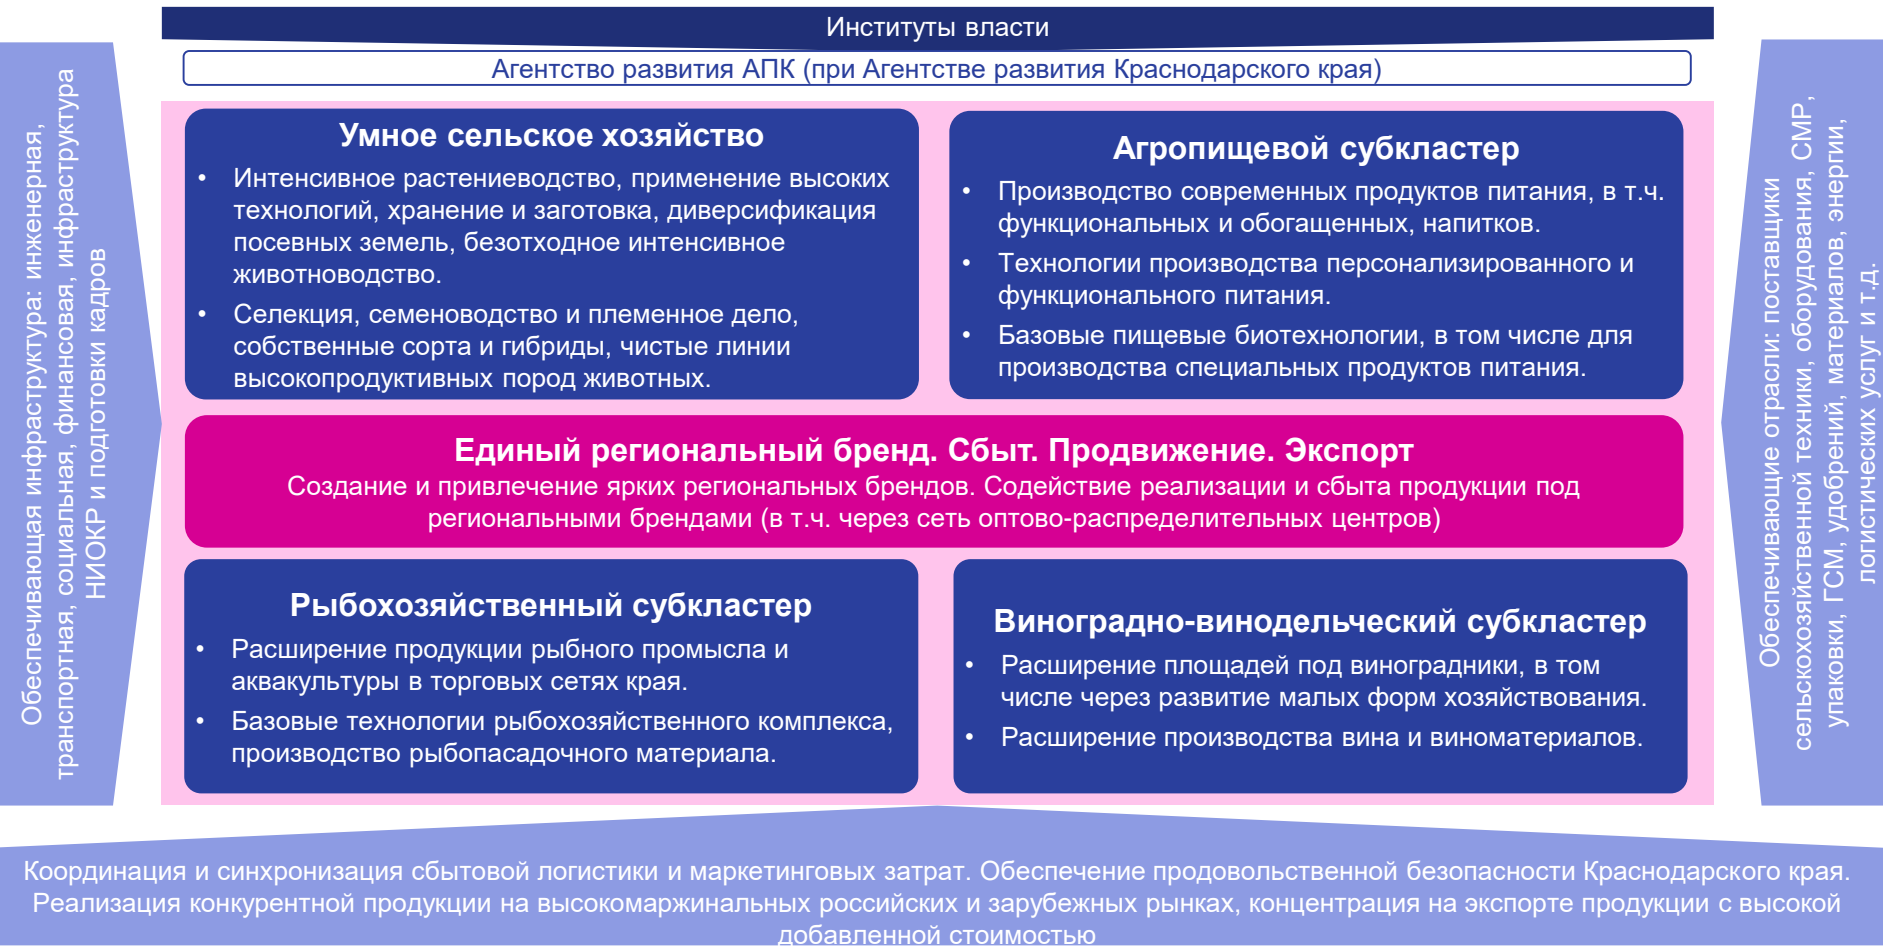 Институты власти
Агентство развития АПК (при Агентстве развития Краснодарского края)
Обеспечивающая инфраструктура: инженерная,
транспортная, социальная, финансовая, инфраструктура
НИОКР и подготовки кадров
Умное сельское хозяйство
• Интенсивное растениеводство, применение высоких
технологий, хранение и заготовка, диверсификация
посевных земель, безотходное интенсивное
животноводство.
• Селекция, семеноводство и племенное дело,
собственные сорта и гибриды, чистые линии
высокопродуктивных пород животных.
Агропищевой субкластер
• Производство современных продуктов питания, в т.ч.
функциональных и обогащенных, напитков.
• Технологии производства персонализированного и
функционального питания.
• Базовые пищевые биотехнологии, в том числе для
производства специальных продуктов питания.
Единый региональный бренд. Сбыт. Продвижение. Экспорт
Создание и привлечение ярких региональных брендов. Содействие реализации и сбыта продукции под
региональными брендами (в т.ч. через сеть оптово-распределительных центров)
Рыбохозяйственный субкластер
• Расширение продукции рыбного промысла и
аквакультуры в торговых сетях края.
• Базовые технологии рыбохозяйственного комплекса,
производство рыбопасадочного материала.
Виноградно-винодельческий субкластер
• Расширение площадей под виноградники, в том
числе через развитие малых форм хозяйствования.
• Расширение производства вина и виноматериалов.
Обеспечивающие отрасли: поставщики
сельскохозяйственной техники, оборудования, СМР,
упаковки, ГСМ, удобрений, материалов, энергии,
логистических услуг и т.д.
Координация и синхронизация сбытовой логистики и маркетинговых затрат. Обеспечение продовольственной безопасности Краснодарского края.
Реализация конкурентной продукции на высокомаржинальных российских и зарубежных рынках, концентрация на экспорте продукции с высокой
добавленной стоимостью